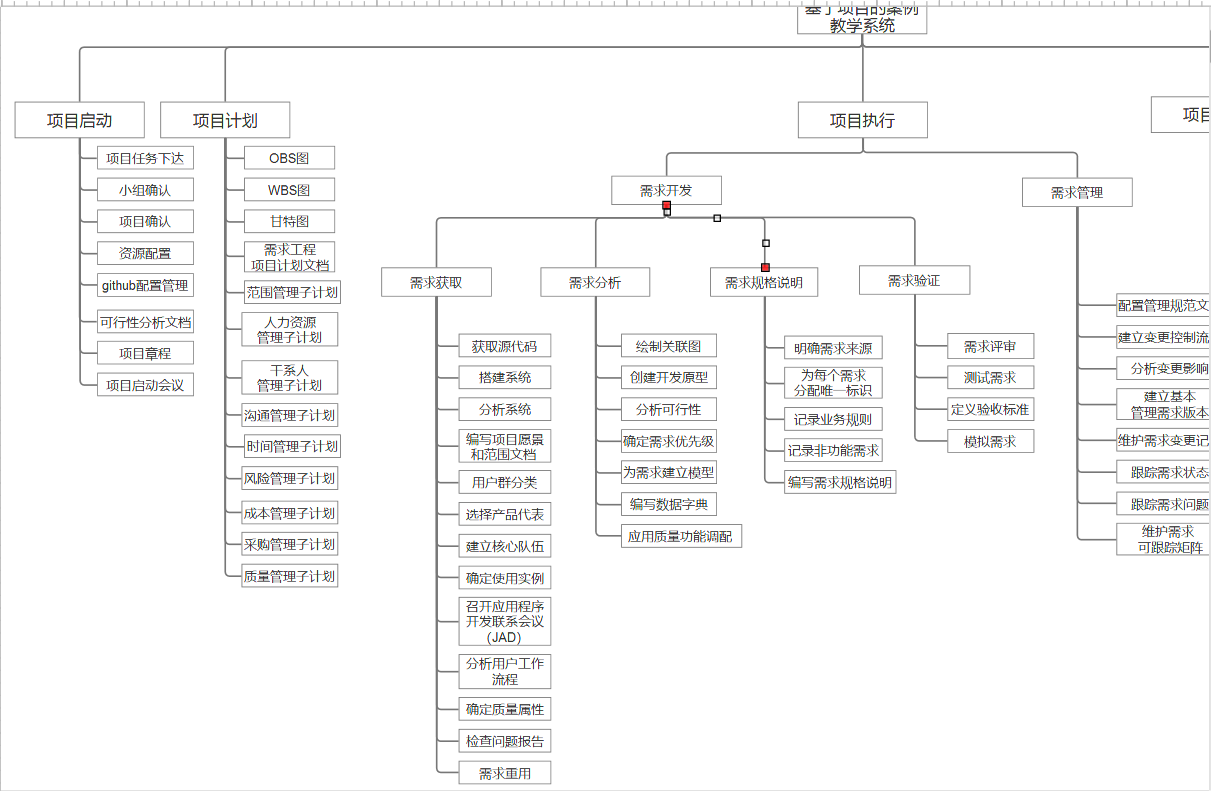 基于项目的案例
教学系统
项目启动
项目计划
项目执行
项目
项目任务下达
小组确认
项目确认
资源配置
github配置管理
可行性分析文档
项目章程
项目启动会议
OBS图
WBS图
甘特图
需求工程
项目计划文档
范围管理子计划
人力资源
管理子计划
干系人
管理子计划
沟通管理子计划
时间管理子计划
风险管理子计划
成本管理子计划
采购管理子计划
质量管理子计划
需求开发
需求管理
需求获取
需求分析
需求规格说明
需求验证
获取源代码
搭建系统
分析系统
编写项目愿景
和范围文档
用户群分类
选择产品代表
建立核心队伍
确定使用实例
召开应用程序
开发联系会议
（JAD）
分析用户工作
流程
确定质量属性
检查问题报告
需求重用
绘制关联图
创建开发原型
分析可行性
确定需求优先级
为需求建立模型
编写数据字典
应用质量功能调配
明确需求来源
为每个需求
分配唯一标识
记录业务规则
记录非功能需求
编写需求规格说明
需求评审
测试需求
定义验收标准
模拟需求
配置管理规范文
建立变更控制流
分析变更影响
建立基本
管理需求版本
维护需求变更记
跟踪需求状态
跟踪需求问题
维护需求
可跟踪矩阵